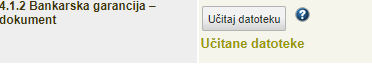 4.1.2 Bankarska garancija –
dokument
Učitaj datoteku
Učitane datoteke